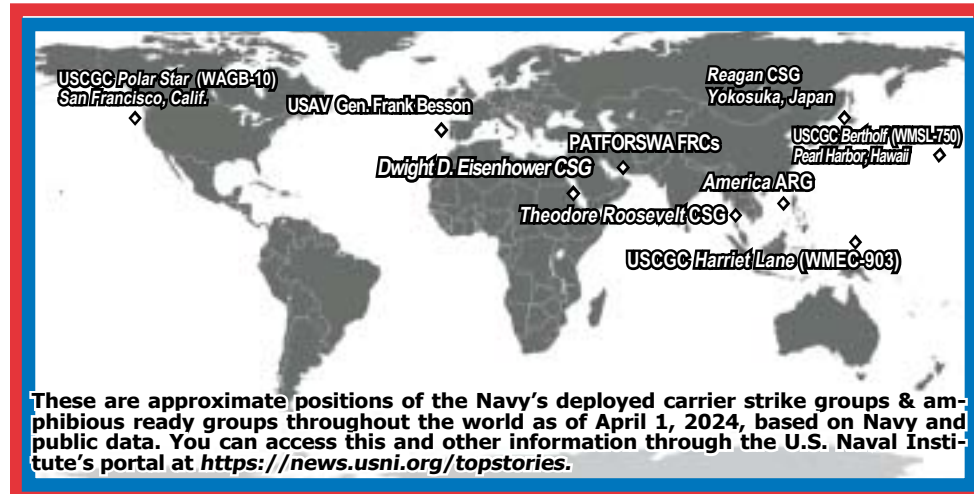 USCGC Polar Star (WAGB-10)
San Francisco, Calif.
Reagan CSG
Yokosuka, Japan
USAV Gen. Frank Besson
USCGC Bertholf (WMSL-750)
Pearl Harbor, Hawaii
PATFORSWA FRCs
Dwight D. Eisenhower CSG
America ARG
Theodore Roosevelt CSG
USCGC Harriet Lane (WMEC-903)
These are approximate positions of the Navy's deployed carrier strike groups & am-
phibious ready groups throughout the world as of April 1, 2024, based on Navy and
public data. You can access this and other information through the U.S. Naval Insti-
tute's portal at https://news.usni.org/topstories.